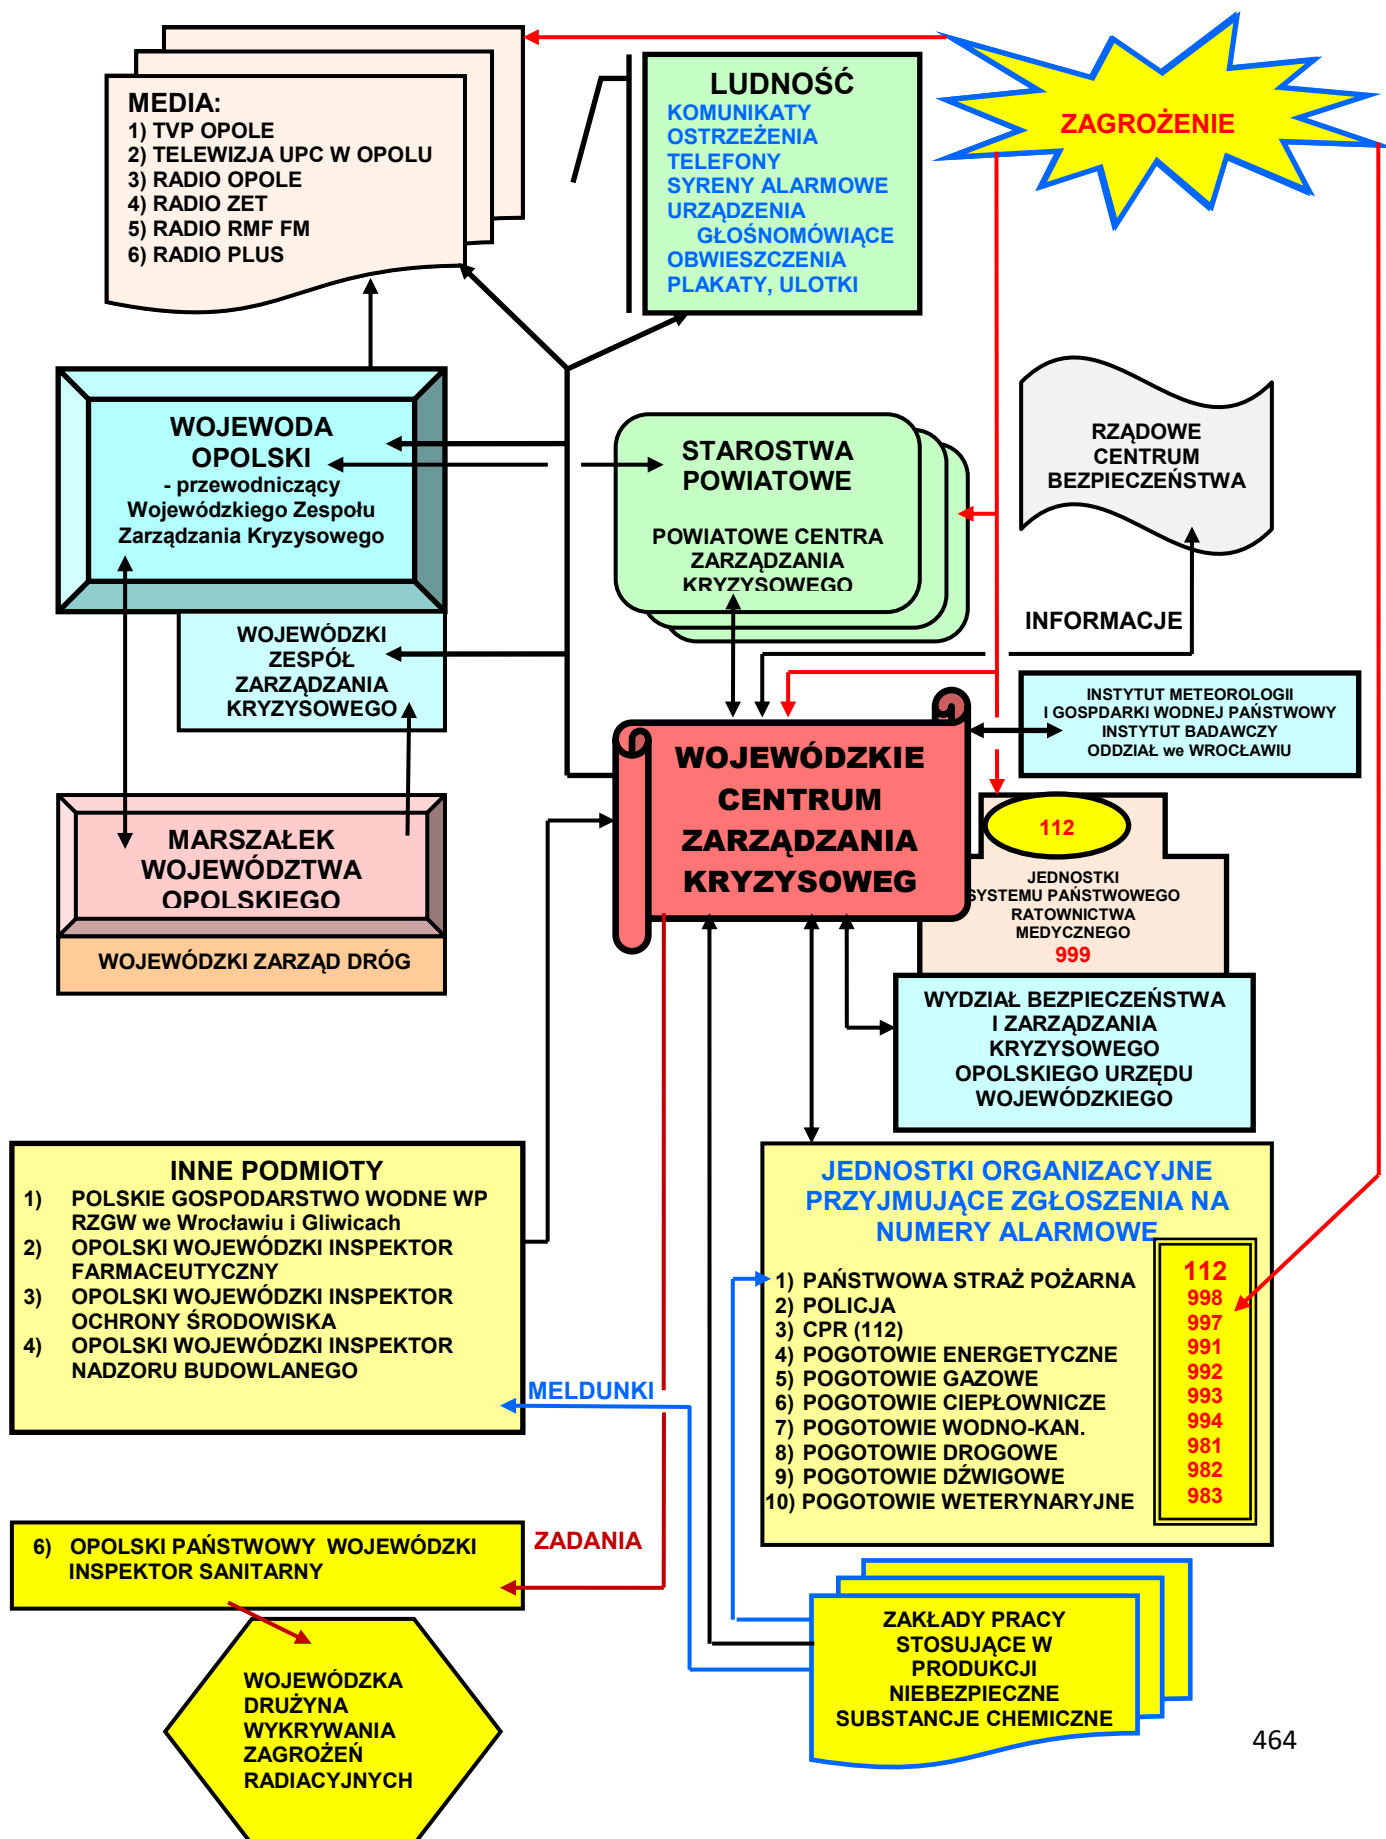 MEDIA:
1) TVP OPOLE
2) TELEWIZJA UPC W OPOLU
3) RADIO OPOLE
4) RADIO ZET
5) RADIO RMF FM
6) RADIO PLUS
LUDNOŚĆ
KOMUNIKATY
OSTRZEŻENIA
TELEFONY
SYRENY ALARMOWE
URZĄDZENIA
GŁOŚNOMÓWIĄCE
OBWIESZCZENIA
PLAKATY, ULOTKI
ZAGROŻENIE
WOJEWODA
OPOLSKI
- przewodniczący
Wojewódzkiego Zespołu
Zarządzania Kryzysowego
STAROSTWA
POWIATOWE
POWIATOWE CENTRA
ZARZĄDZANIA
KRYZYSOWEGO
RZĄDOWE
CENTRUM
BEZPIECZEŃSTWA
INFORMACJE
WOJEWÓDZKI
ZESPÓŁ
ZARZĄDZANIA
KRYZYSOWEGO
INSTYTUT METEOROLOGII
I GOSPDARKI WODNEJ PAŃSTWOWY
INSTYTUT BADAWCZY
ODDZIAŁ we WROCŁAWIU
WOJEWÓDZKIE
CENTRUM
ZARZĄDZANIA
KRYZYSOWEG
MARSZAŁEK
WOJEWÓDZTWA
OPOLSKIEGO
WOJEWÓDZKI ZARZĄD DRÓG
112
JEDNOSTKI
SYSTEMU PAŃSTWOWEGO
RATOWNICTWA
MEDYCZNEGO
999
WYDZIAŁ BEZPIECZEŃSTWA
I ZARZĄDZANIA
KRYZYSOWEGO
OPOLSKIEGO URZĘDU
WOJEWÓDZKIEGO
INNE PODMIOTY
1) POLSKIE GOSPODARSTWO WODNE WP
RZGW we Wrocławiu i Gliwicach
2) OPOLSKI WOJEWÓDZKI INSPEKTOR
FARMACEUTYCZNY
3) OPOLSKI WOJEWÓDZKI INSPEKTOR
OCHRONY ŚRODOWISKA
4) OPOLSKI WOJEWÓDZKI INSPEKTOR
NADZORU BUDOWLANEGO
MELDUNKI
JEDNOSTKI ORGANIZACYJNE
PRZYJMUJĄCE ZGŁOSZENIA NA
NUMERY ALARMOWE
1) PAŃSTWOWA STRAŻ POŻARNA
2) POLICJA
3) CPR (112)
4) POGOTOWIE ENERGETYCZNE
5) POGOTOWIE GAZOWE
6) POGOTOWIE CIEPŁOWNICZE
7) POGOTOWIE WODNO-KAN.
8) POGOTOWIE DROGOWE
9) POGOTOWIE DŹWIGOWE
10) POGOTOWIE WETERYNARYJNE
112
998
997
991
992
993
994
981
982
983
6) OPOLSKI PAŃSTWOWY WOJEWÓDZKI
INSPEKTOR SANITARNY
ZADANIA
WOJEWÓDZKA
DRUŻYNA
WYKRYWANIA
ZAGROŻEŃ
RADIACYJNYCH
ZAKŁADY PRACY
STOSUJĄCE W
PRODUKCJI
NIEBEZPIECZNE
SUBSTANCJE CHEMICZNE
464